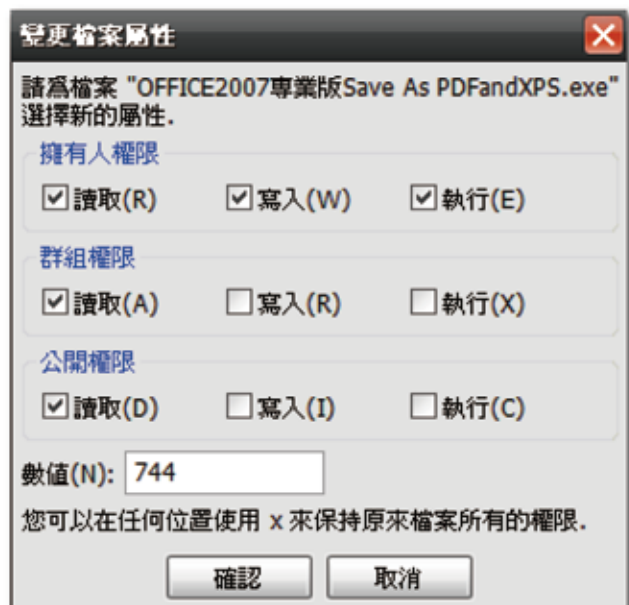 變更檔案屬性
請為檔案 "OFFICE2007專業版Save As PDFandXPS.exe"
選擇新的屬性.
擁有人權限
讀取(R) 寫入(W) 執行(E)
群組權限
讀取(A) 寫入(R) 執行(X)
公開權限
讀取(D) 寫入(I) 執行(C)
數值(N): 744
您可以在任何位置使用 x 來保持原來檔案所有的權限.
確認 取消